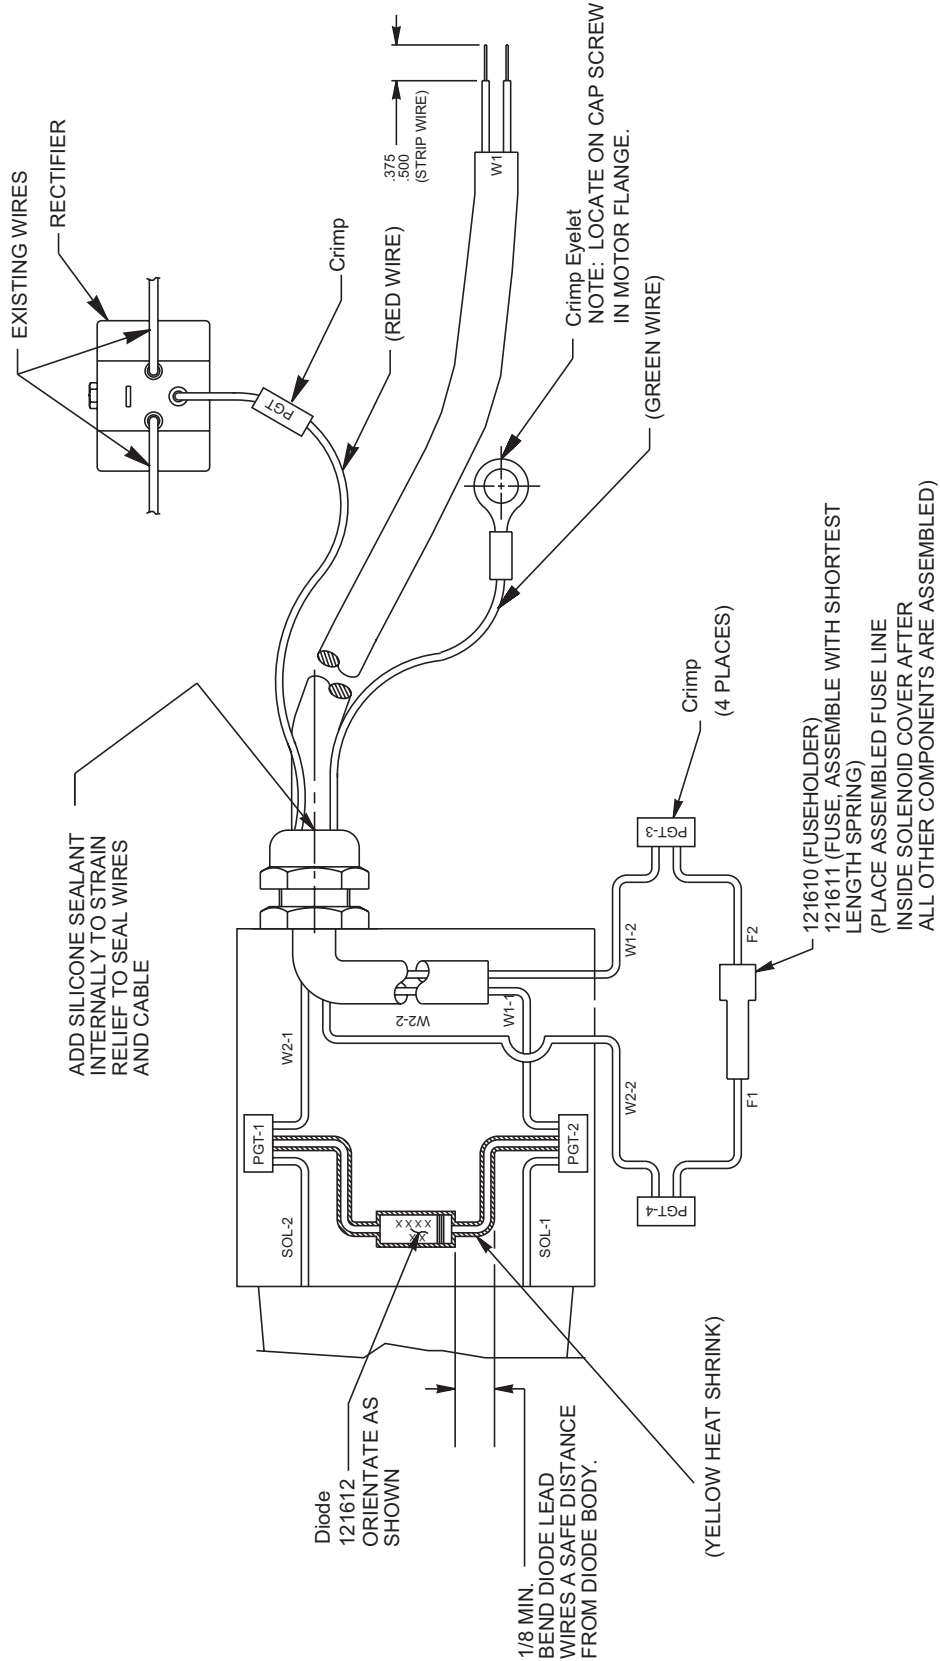 EXISTING WIRES
RECTIFIER
PGT
Crimp
(RED WIRE)
.375
.500
(STRIP WIRE)
W1
Crimp Eyelet
NOTE: LOCATE ON CAP SCREW
IN MOTOR FLANGE.
(GREEN WIRE)
ADD SILICONE SEALANT
INTERNALLY TO STRAIN
RELIEF TO SEAL WIRES
AND CABLE
W2-1
W2-2
W1-1
PGT-1
PGT-2
SOL-2
SOL-1
XX
XXXX
Diode
121612
ORIENTATE AS
SHOWN
1/8 MIN.
BEND DIODE LEAD
WIRES A SAFE DISTANCE
FROM DIODE BODY.
(YELLOW HEAT SHRINK)
W2-2
W1-2
PGT-4
PGT-3
F1
F2
Crimp
(4 PLACES)
121610 (FUSEHOLDER)
121611 (FUSE, ASSEMBLE WITH SHORTEST
LENGTH SPRING)
(PLACE ASSEMBLED FUSE LINE
INSIDE SOLENOID COVER AFTER
ALL OTHER COMPONENTS ARE ASSEMBLED)